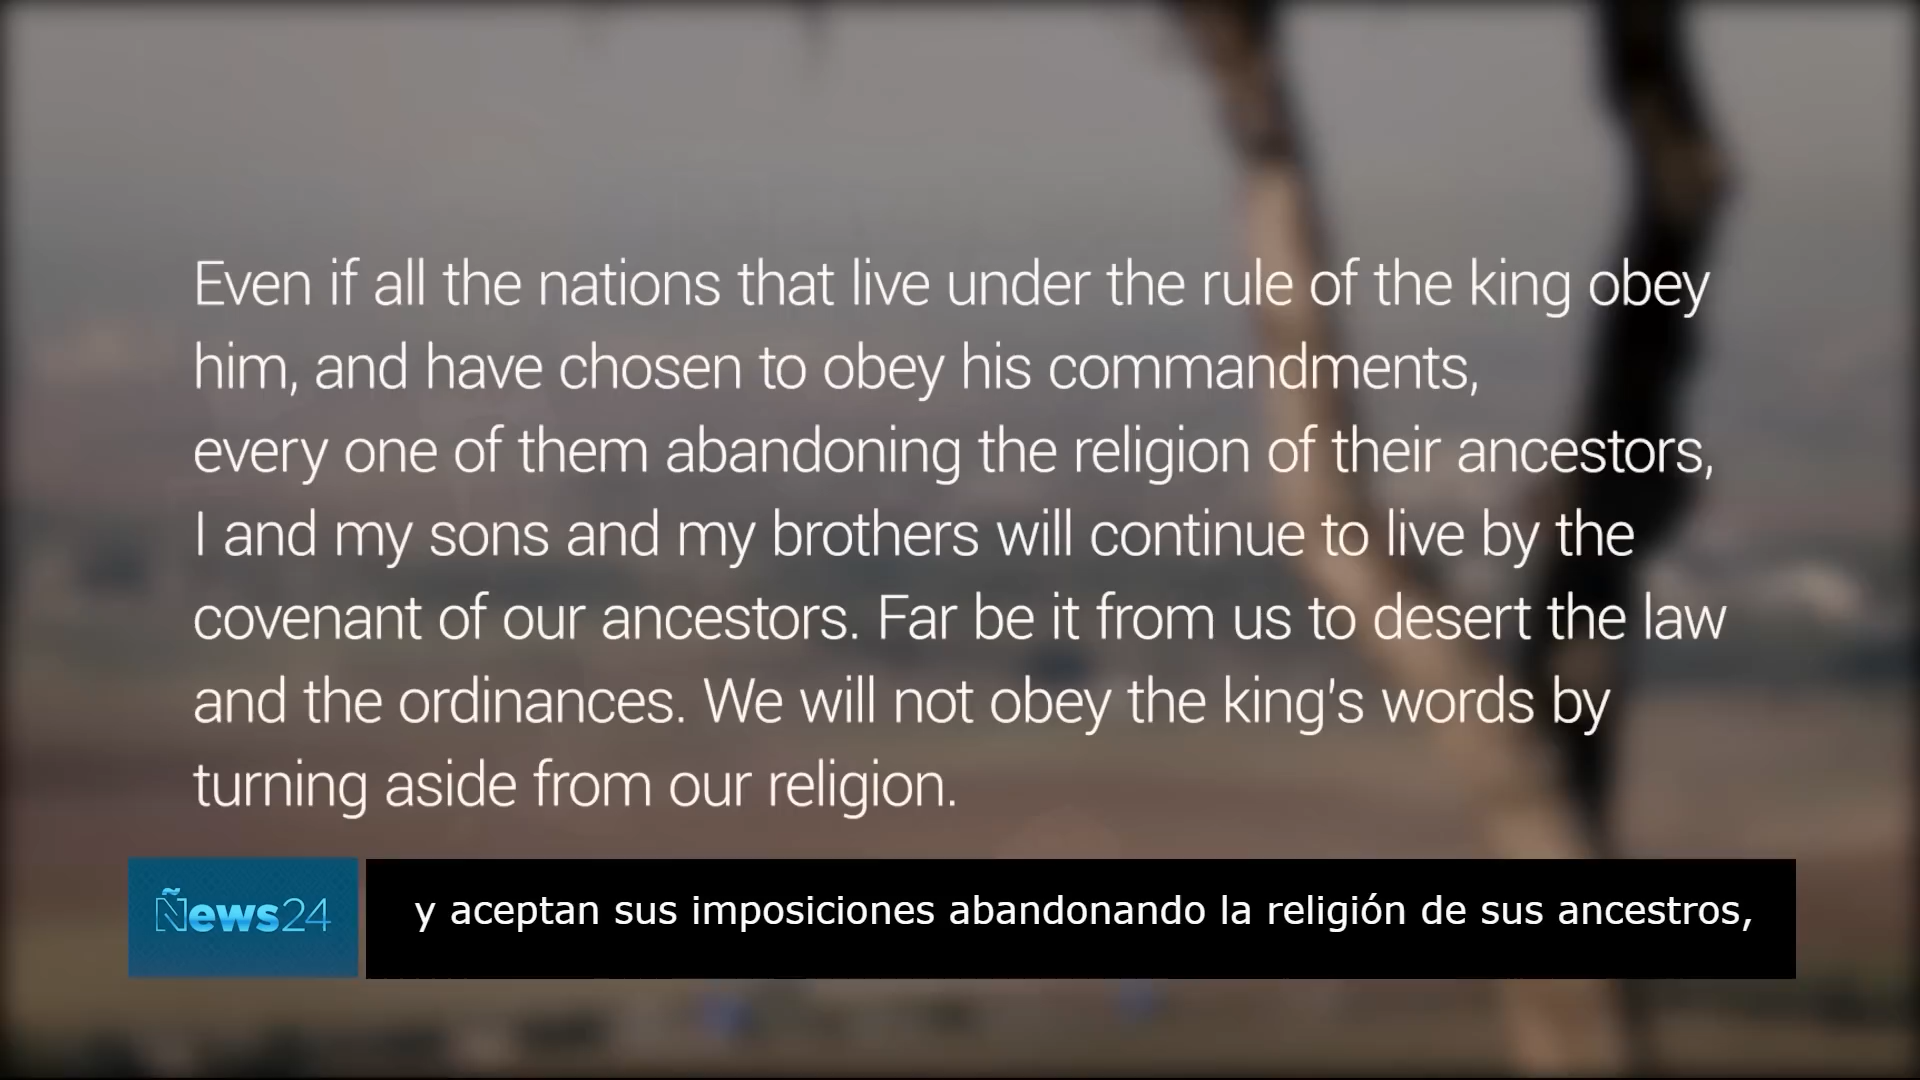 Even if all the nations that live under the rule of the king obey
him, and have chosen to obey his commandments,
every one of them abandoning the religion of their ancestors,
I and my sons and my brothers will continue to live by the
covenant of our ancestors. Far be it from us to desert the law
and the ordinances. We will not obey the king's words by
turning aside from our religion.
Ñews24
y aceptan sus imposiciones abandonando la religión de sus ancestros,